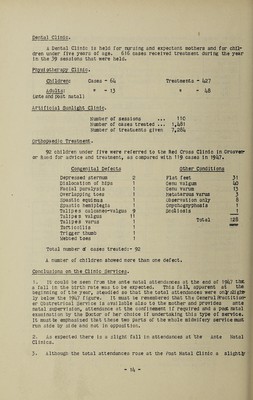 Dental Clinic.
A Dental Clinic is held for nursing and expectant mothers and for chil-
dren under five years of age. 616 cases received treatment during the year
in the 39 sessions that were held.
Physiotherapy Clinic.
Children: Cases - 64 Treatments - 427
Adults: " - 13 " - 48
(ante and post natal)
Artificial Sunlight Clinic.
Number of sessions ... 110
Number of cases treated ... 1,481
Number of treatments given 7,284
Orthopaedic Treatment.
92 children under five were referred to the Red Cross Clinic in
or Hood for advice and treatment, as compared with 119 cases in 1947.
Congenital Defects Other Conditions
Depressed sternum 2 Flat feet 31
Dislocation of hips 1 Genu valgum 40
Facial paralysis 1 Genu varum 13
Overlapping toes 1 Metatarsus varus 3
Spastic equinus 1 Observation only 8
Spastic hemiplegia 1 Onychogryphosis 1
Talipes calcaneo-valgus 9 Scoliosis
Talipes valgus 11
Talipes varus 1 Total 128
Torticollis 1
Trigger thumb 1
Webbed toes 1
Total number of cases treated:- 92
A number of children showed more than one defect.
Conclusions on the Clinic Services.
1. It could be seen from the ante natal attendances at the end of 1947 that
a fall in the birth rate was to be expected. This fall, apparent at the
beginning of the year, steadied so that the total attendances were only slight-
ly below the 1947 figure. It must be remembered that the General Practitioner
or Obstetrical Service is available also to the mother and provides ante
natal supervision, attendance at the confinement if required and a post natal
examination by the Doctor of her choice if undertaking this type of service.
It must be emphasised that these two parts of the whole midwifery service must
run side by side and not in opposition.
2. As expected there is a slight fall in attendances at the Ante Natal
Clinics.
3. Although the total attendances rose at the Post Natal Clinic s slightly
- 14 -